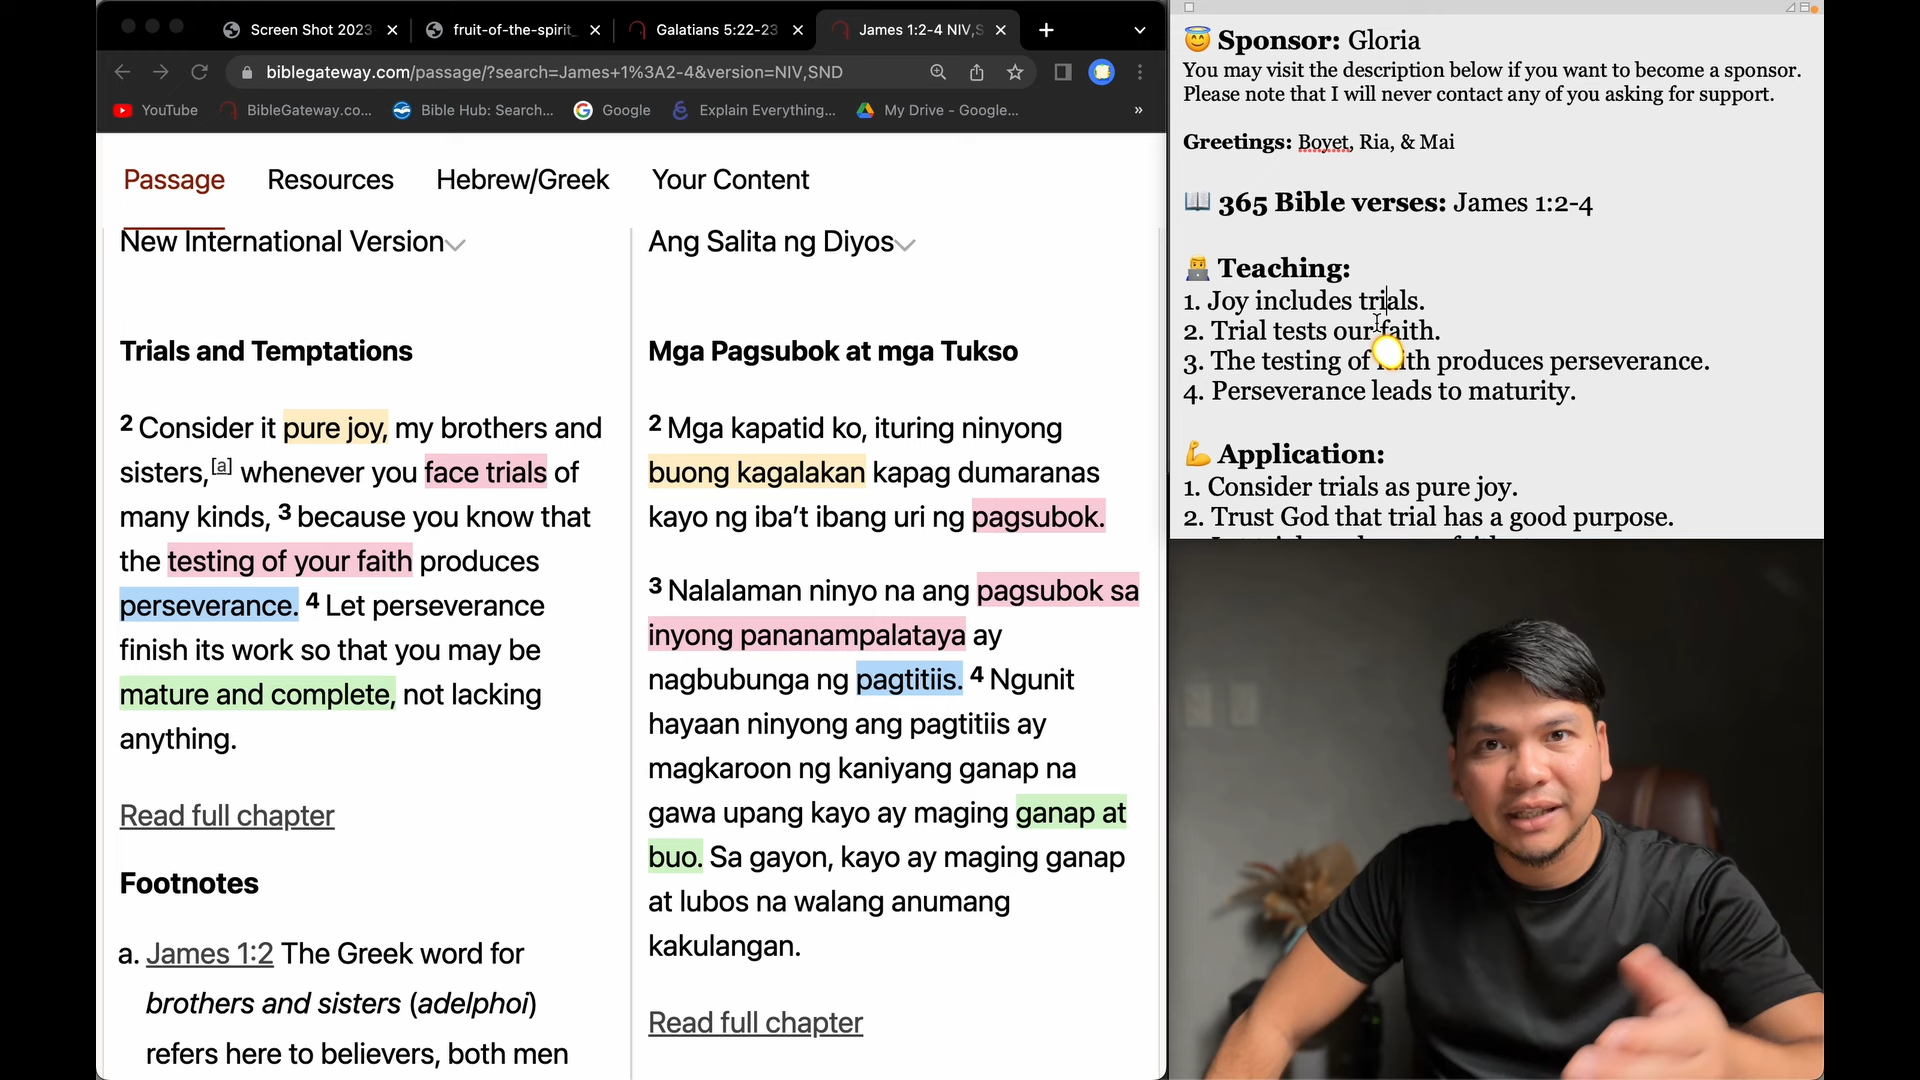 Screen Shot 2023
fruit-of-the-spirit_
Galatians 5:22-23
James 1:2-4 NIV,S
biblegateway.com/passage/?search=James+1%3A2-4&version=NIV,SND
YouTube
BibleGateway.co...
Bible Hub: Search...
Google
Explain Everything...
My Drive - Google...
»
Passage
Resources
Hebrew/Greek
Your Content
New International Version
Trials and Temptations
2 Consider it pure joy, my brothers and
sisters,[a] whenever you face trials of
many kinds, 3 because you know that
the testing of your faith produces
perseverance. 4 Let perseverance
finish its work so that you may be
mature and complete, not lacking
anything.
Read full chapter
Footnotes
a. James 1:2 The Greek word for
brothers and sisters (adelphoi)
refers here to believers, both men
Ang Salita ng Diyos
Mga Pagsubok at mga Tukso
2 Mga kapatid ko, ituring ninyong
buong kagalakan kapag dumaranas
kayo ng iba’t ibang uri ng pagsubok.
3 Nalalaman ninyo na ang pagsubok sa
inyong pananampalataya ay
nagbubunga ng pagtitiis. 4 Ngunit
hayaan ninyong ang pagtitiis ay
magkaroon ng kaniyang ganap na
gawa upang kayo ay maging ganap at
buo. Sa gayon, kayo ay maging ganap
at lubos na walang anumang
kakulangan.
Read full chapter
😇 Sponsor: Gloria
You may visit the description below if you want to become a sponsor.
Please note that I will never contact any of you asking for support.
Greetings: Boyet, Ria, & Mai
📖 365 Bible verses: James 1:2-4
👨‍💻 Teaching:
1. Joy includes trials.
2. Trial tests our faith.
3. The testing of faith produces perseverance.
4. Perseverance leads to maturity.
💪 Application:
1. Consider trials as pure joy.
2. Trust God that trial has a good purpose.